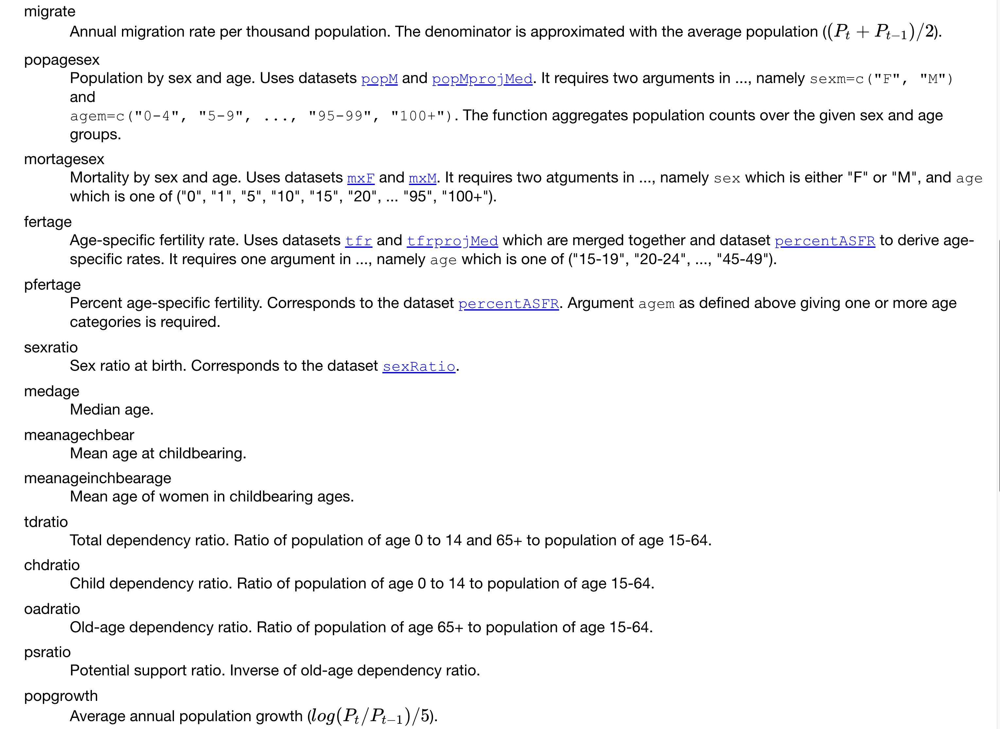 migrate
Annual migration rate per thousand population. The denominator is approximated with the average population ((P_t + P_{t−1})/2).
popagesex
Population by sex and age. Uses datasets popM and popMprojMed. It requires two arguments in ..., namely sexm=c("F", "M")
and
agem=c("0-4", "5-9", ..., "95-99", "100+"). The function aggregates population counts over the given sex and age
groups.
mortagesex
Mortality by sex and age. Uses datasets mxF and mxM. It requires two atguments in ..., namely sex which is either "F" or "M", and age
which is one of ("0", "1", "5", "10", "15", "20", ... "95", "100+").
fertage
Age-specific fertility rate. Uses datasets tfr and tfrprojMed which are merged together and dataset percentASFR to derive age-
specific rates. It requires one argument in ..., namely age which is one of ("15-19", "20-24", ..., "45-49").
pfertage
Percent age-specific fertility. Corresponds to the dataset percentASFR. Argument agem as defined above giving one or more age
categories is required.
sexratio
Sex ratio at birth. Corresponds to the dataset sexRatio.
medage
Median age.
meanagechbear
Mean age at childbearing.
meanageinchbearage
Mean age of women in childbearing ages.
tdratio
Total dependency ratio. Ratio of population of age 0 to 14 and 65+ to population of age 15-64.
chdratio
Child dependency ratio. Ratio of population of age 0 to 14 to population of age 15-64.
oadratio
Old-age dependency ratio. Ratio of population of age 65+ to population of age 15-64.
psratio
Potential support ratio. Inverse of old-age dependency ratio.
popgrowth
Average annual population growth (log(P_t/P_{t−1})/5).